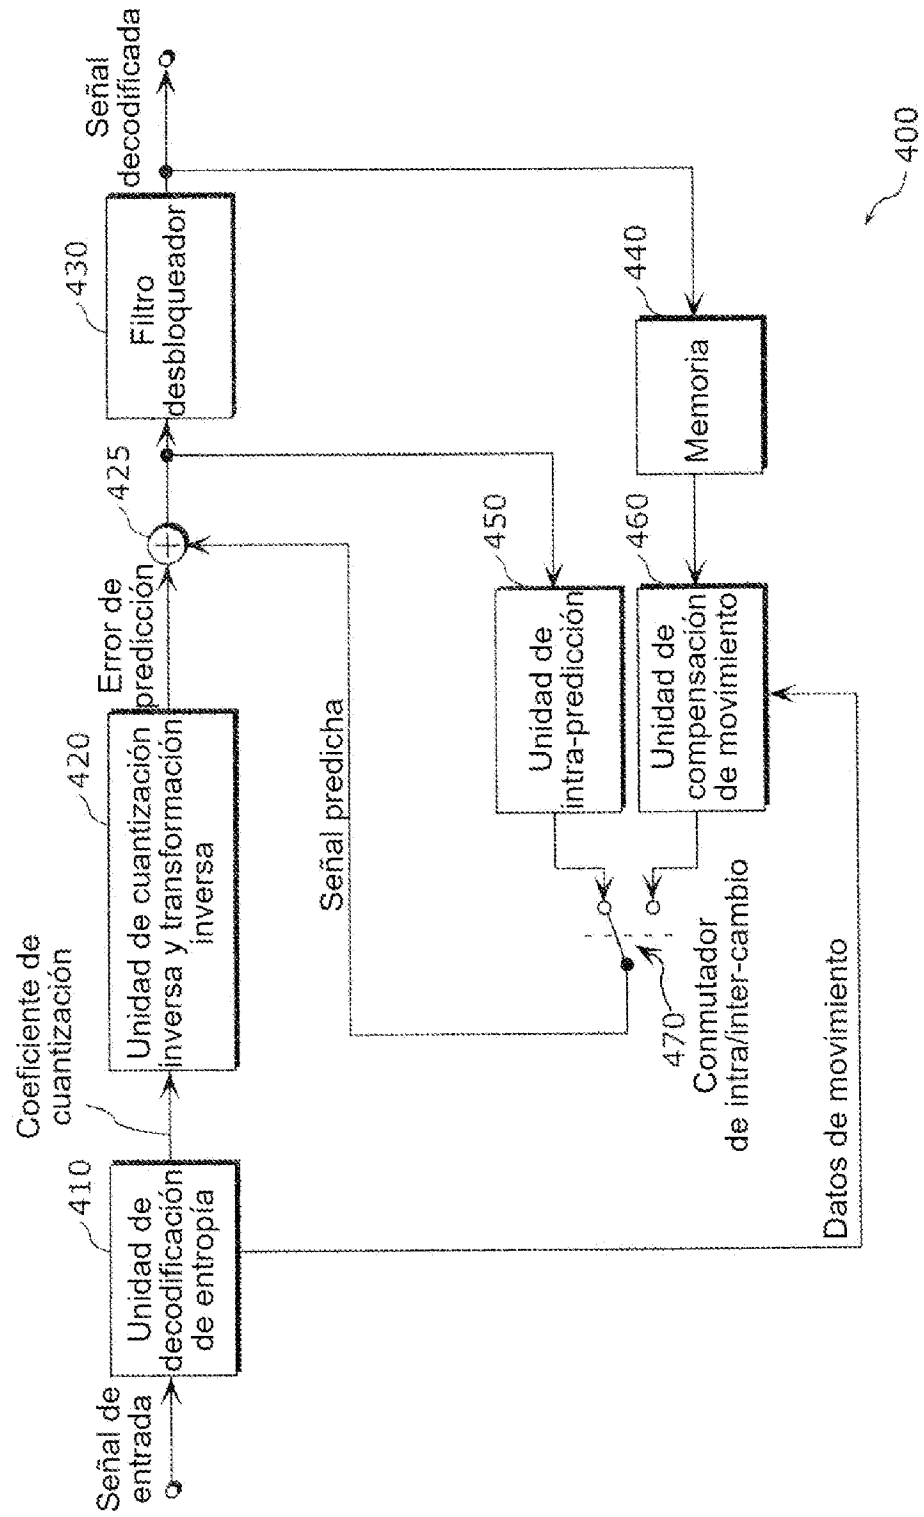 Señal de
entrada
410
Unidad de
decodificación
de entropía
Coeficiente de
cuantización
420
Unidad de cuantización
inversa y transformación
inversa
Error de
predicción
425
430
Filtro
desbloqueador
Señal
decodificada
Señal predicha
450
Unidad de
intra-predicción
440
Memoria
460
Unidad de
compensación
de movimiento
470
Conmutador
de intra/inter-cambio
Datos de movimiento
400